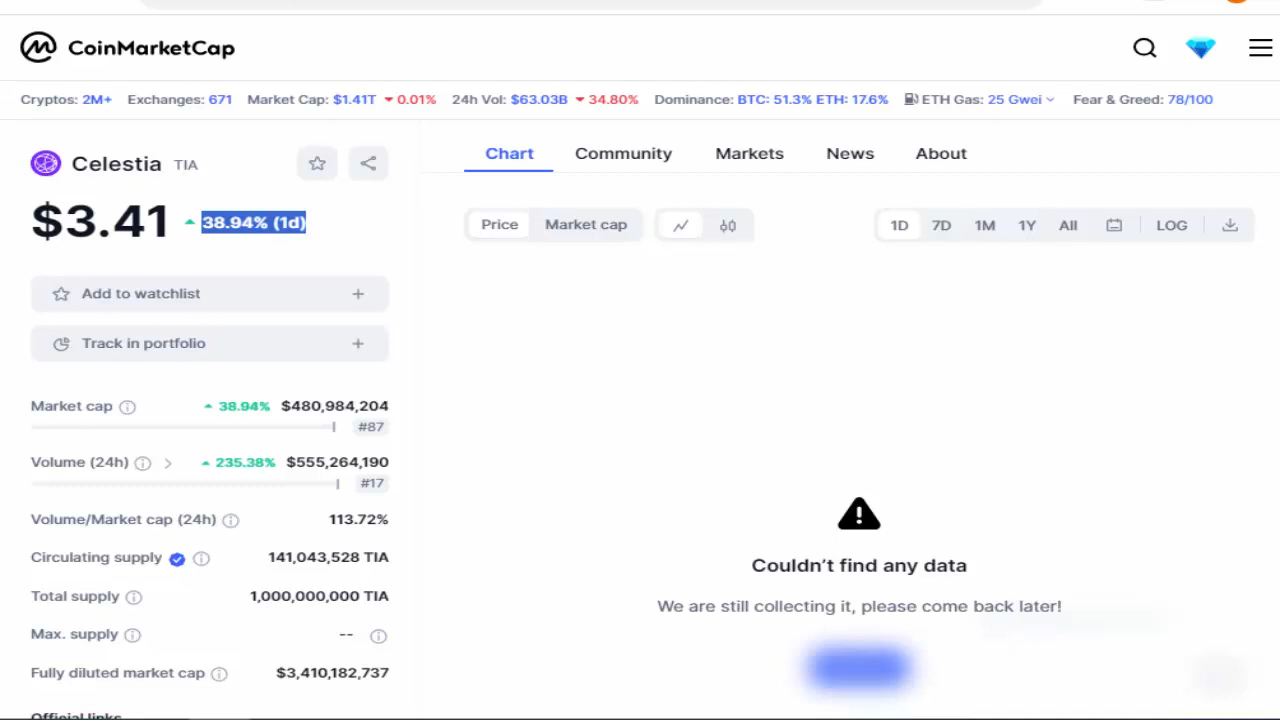 CoinMarketCap
Cryptos: 2M+ Exchanges: 671 Market Cap: $1.41T 0.01% 24h Vol: $63.03B 34.80% Dominance: BTC: 51.3% ETH: 17.6% ETH Gas: 25 Gwei Fear & Greed: 78/100
Celestia TIA
$3.41 38.94% (1d)
Add to watchlist +
Track in portfolio +
Market cap 38.94% $480,984,204
#87
Volume (24h) 235.38% $555,264,190
#17
Volume/Market cap (24h) 113.72%
Circulating supply 141,043,528 TIA
Total supply 1,000,000,000 TIA
Max. supply --
Fully diluted market cap $3,410,182,737
Official links
Chart Community Markets News About
Price Market cap 1D 7D 1M 1Y All LOG
Couldn't find any data
We are still collecting it, please come back later!